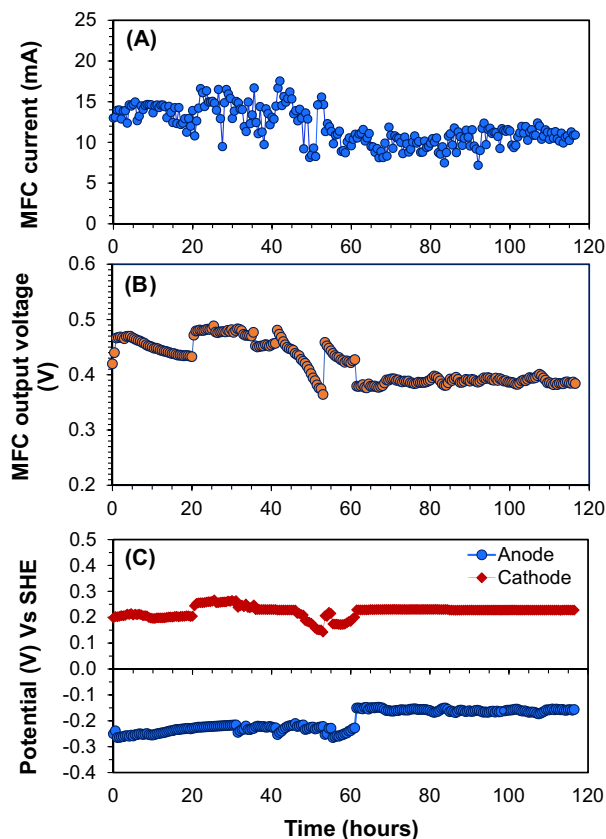 (A)
MFC current (mA)
25
20
15
10
5
0
0 20 40 60 80 100 120
(B)
MFC output voltage
(V)
0.6
0.5
0.4
0.3
0.2
0 20 40 60 80 100 120
(C)
Anode
Cathode
Potential (V) Vs SHE
0.5
0.4
0.3
0.2
0.1
0.0
-0.1
-0.2
-0.3
-0.4
0 20 40 60 80 100 120
Time (hours)